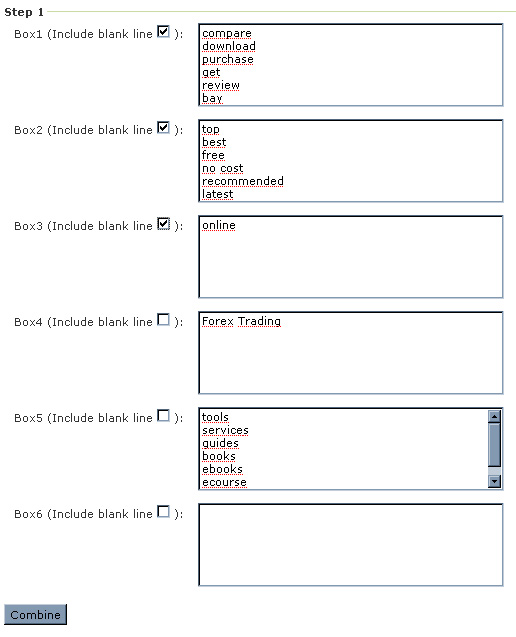 Step 1
Box1 (Include blank line ):
compare
download
purchase
get
review
bay
Box2 (Include blank line ):
top
best
free
no cost
recommended
latest
Box3 (Include blank line ):
online
Box4 (Include blank line ):
Forex Trading
Box5 (Include blank line ):
tools
services
guides
books
ebooks
ecourse
Box6 (Include blank line ):
Combine